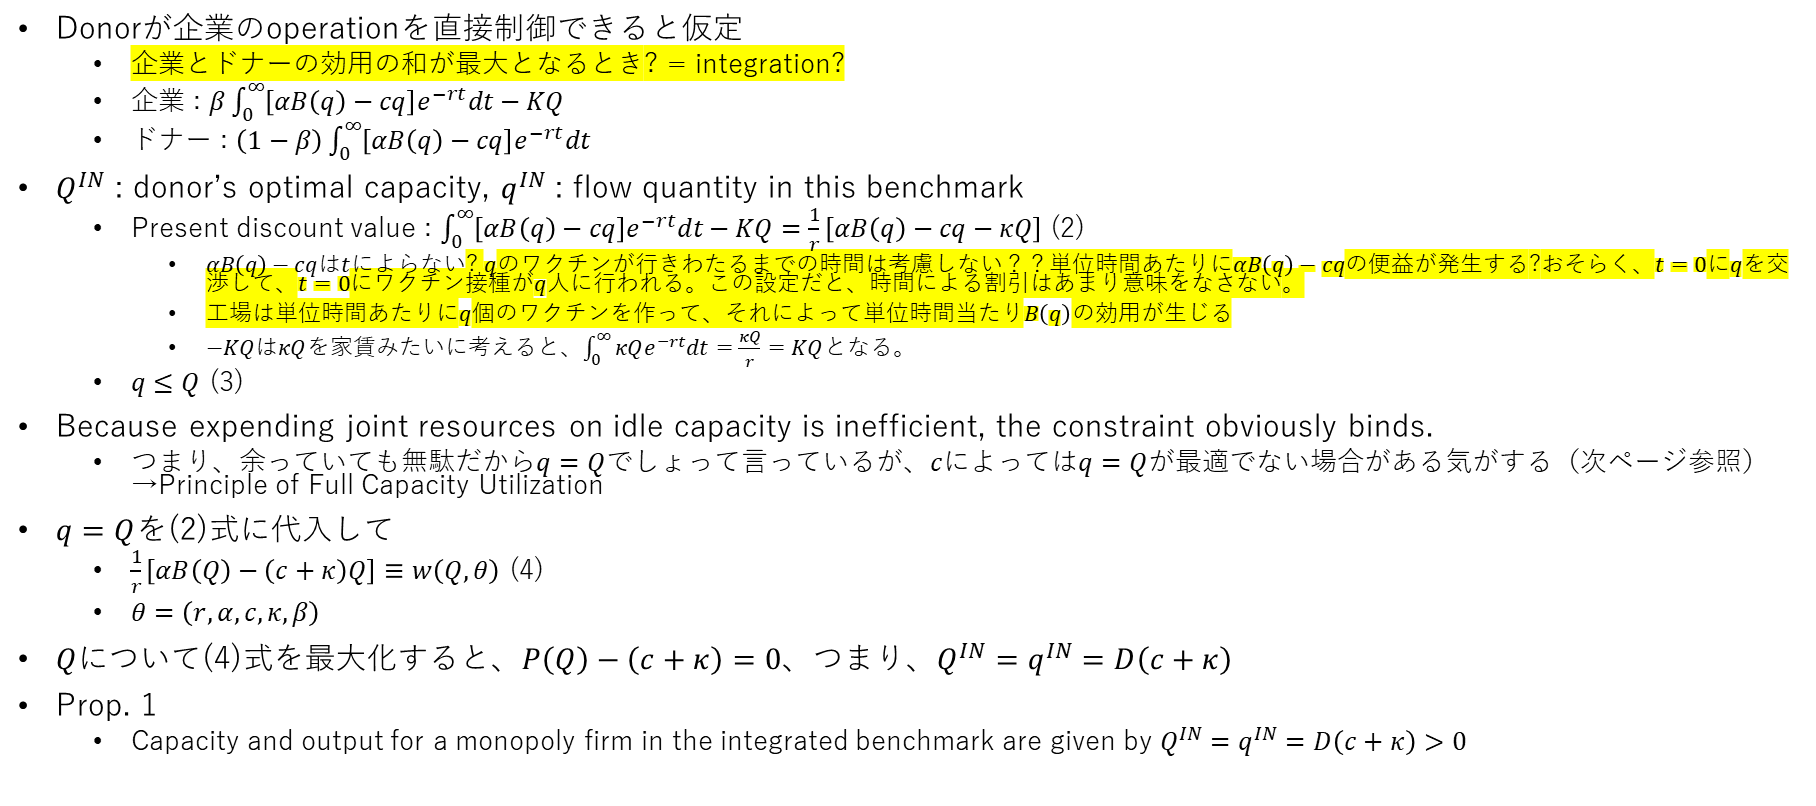 • Donorが企業のoperationを直接制御できると仮定
• 企業とドナーの効用の和が最大となるとき? = integration?
• 企業 : β∫₀^∞[αB(q) − cq]e^{−rt}dt − KQ
• ドナー : (1 − β)∫₀^∞[αB(q) − cq]e^{−rt}dt
• Q^{IN} : donor’s optimal capacity, q^{IN} : flow quantity in this benchmark
• Present discount value : ∫₀^∞[αB(q) − cq]e^{−rt}dt − KQ = 1/r [αB(q) − cq − κQ] (2)
• αB(q) − cqはtによらない? qのワクチンが行きわたるまでの時間は考慮しない？？単位時間あたりにαB(q) − cqの便益が発生する?おそらく、t = 0にqを交
渉して、t = 0にワクチン接種がq人に行われる。この設定だと、時間による割引はあまり意味をなさない。
• 工場は単位時間あたりにq個のワクチンを作って、それによって単位時間当たりB(q)の効用が生じる
• −KQはκQを家賃みたいに考えると、∫₀^∞ κQe^{−rt}dt = κQ/r = KQとなる。
• q ≤ Q (3)
• Because expending joint resources on idle capacity is inefficient, the constraint obviously binds.
• つまり、余っていても無駄だからq = Qでしょって言っているが、cによってはq = Qが最適でない場合がある気がする（次ページ参照）
→Principle of Full Capacity Utilization
• q = Qを(2)式に代入して
• 1/r [αB(Q) − (c + κ)Q] ≡ w(Q, θ) (4)
• θ = (r, α, c, κ, β)
• Qについて(4)式を最大化すると、P(Q) − (c + κ) = 0、つまり、Q^{IN} = q^{IN} = D(c + κ)
• Prop. 1
• Capacity and output for a monopoly firm in the integrated benchmark are given by Q^{IN} = q^{IN} = D(c + κ) > 0